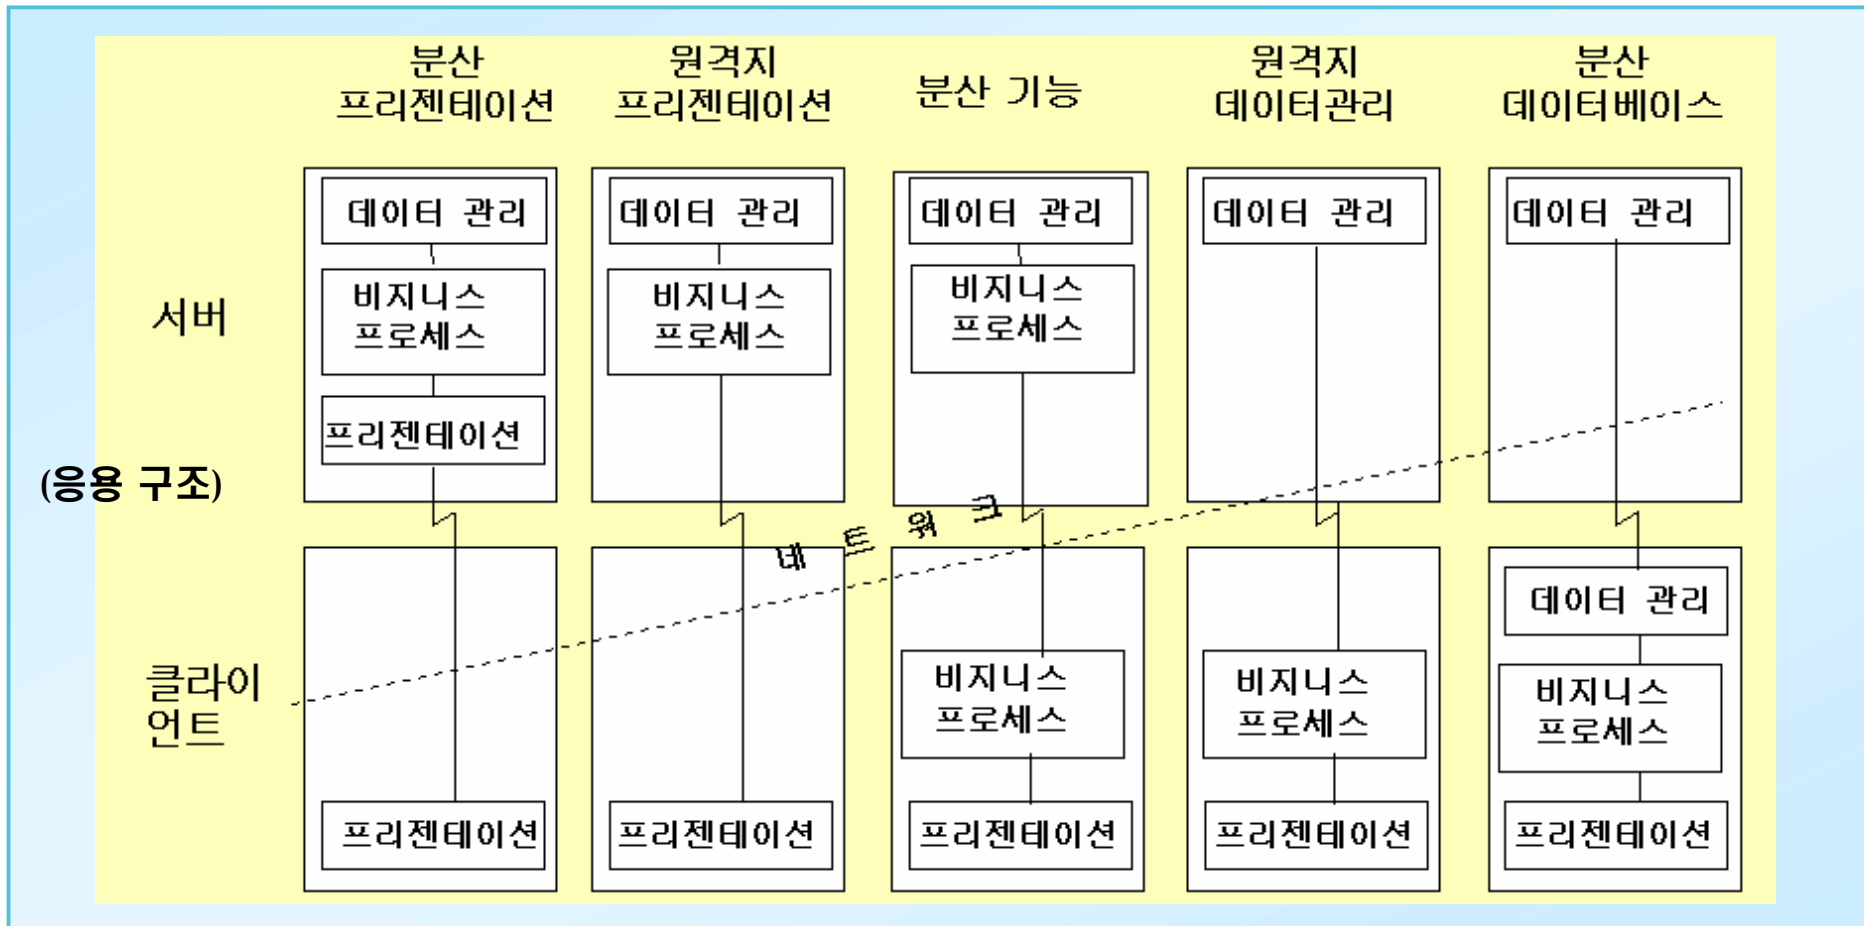 분산
프리젠테이션
원격지
프리젠테이션
분산 기능
원격지
데이터관리
분산
데이터베이스
서버
데이터 관리
비지니스
프로세스
프리젠테이션
데이터 관리
비지니스
프로세스
데이터 관리
비지니스
프로세스
데이터 관리
데이터 관리
(응용 구조)
네트워크
클라이
언트
프리젠테이션
프리젠테이션
비지니스
프로세스
프리젠테이션
비지니스
프로세스
프리젠테이션
데이터 관리
비지니스
프로세스
프리젠테이션